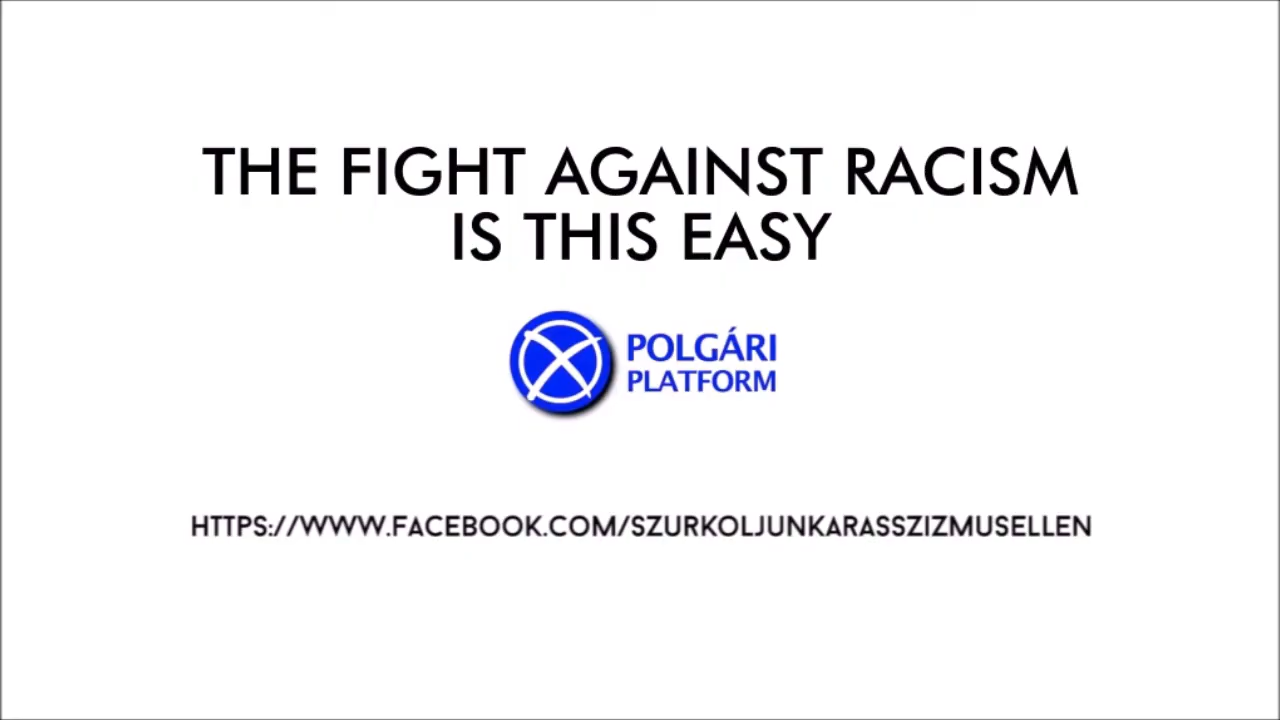 THE FIGHT AGAINST RACISM
IS THIS EASY
POLGÁRI
PLATFORM
HTTPS://WWW.FACEBOOK.COM/SZURKOLJUNKARASSZIZMUSELLEN